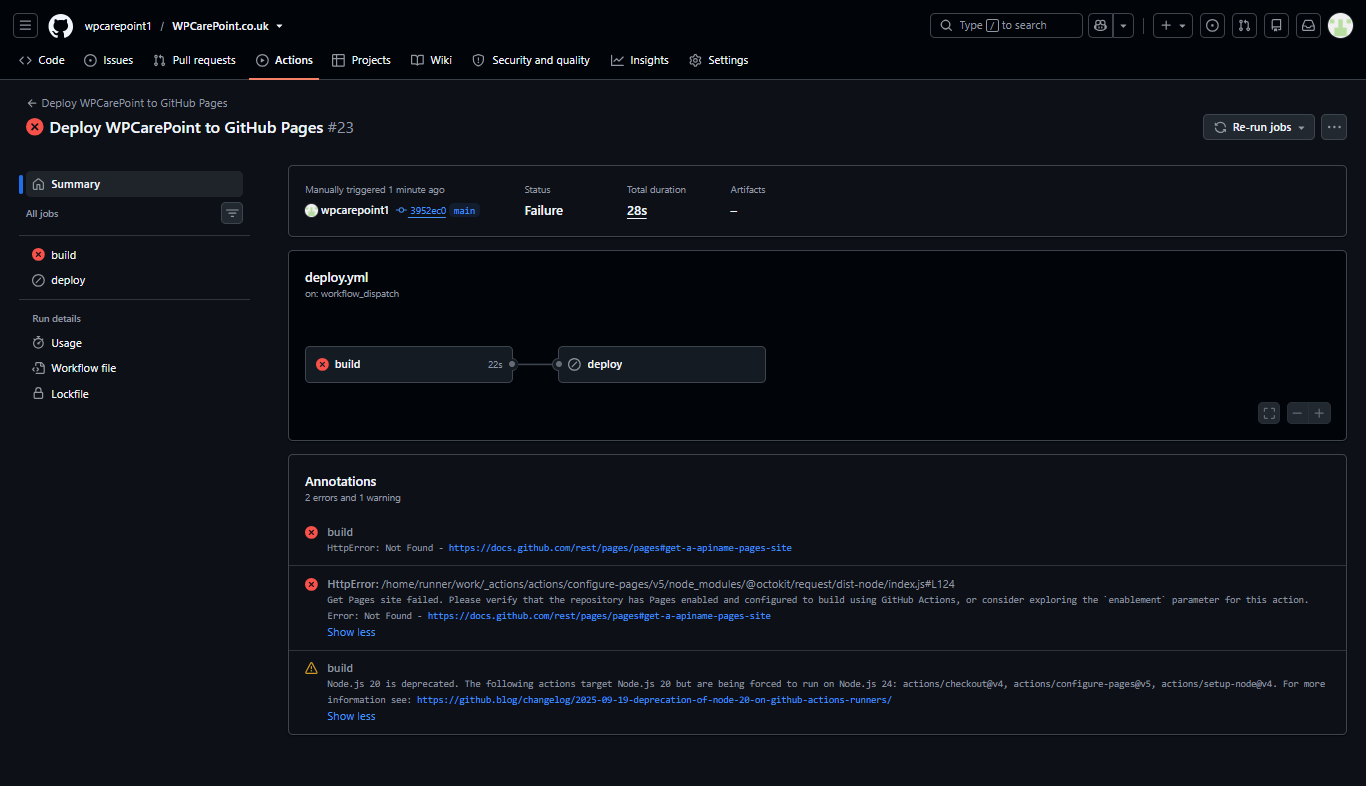 wpcarepoint1 / WPCarePoint.co.uk
Type / to search
Code Issues Pull requests Actions Projects Wiki Security and quality Insights Settings
Deploy WPCarePoint to GitHub Pages
Deploy WPCarePoint to GitHub Pages #23
Re-run jobs
Summary
All jobs
build
deploy
Run details
Usage
Workflow file
Lockfile
Manually triggered 1 minute ago
wpcarepoint1 3952ec0 main
Status
Failure
Total duration
28s
Artifacts
–
deploy.yml
on: workflow_dispatch
build 22s
deploy
Annotations
2 errors and 1 warning
build
HttpError: Not Found - https://docs.github.com/rest/pages/pages#get-a-apiname-pages-site
HttpError: /home/runner/work/_actions/actions/configure-pages/v5/node_modules/@octokit/request/dist-node/index.js#L124
Get Pages site failed. Please verify that the repository has Pages enabled and configured to build using GitHub Actions, or consider exploring the `enablement` parameter for this action.
Error: Not Found - https://docs.github.com/rest/pages/pages#get-a-apiname-pages-site
Show less
build
Node.js 20 is deprecated. The following actions target Node.js 20 but are being forced to run on Node.js 24: actions/checkout@v4, actions/configure-pages@v5, actions/setup-node@v4. For more
information see: https://github.blog/changelog/2025-09-19-deprecation-of-node-20-on-github-actions-runners/
Show less